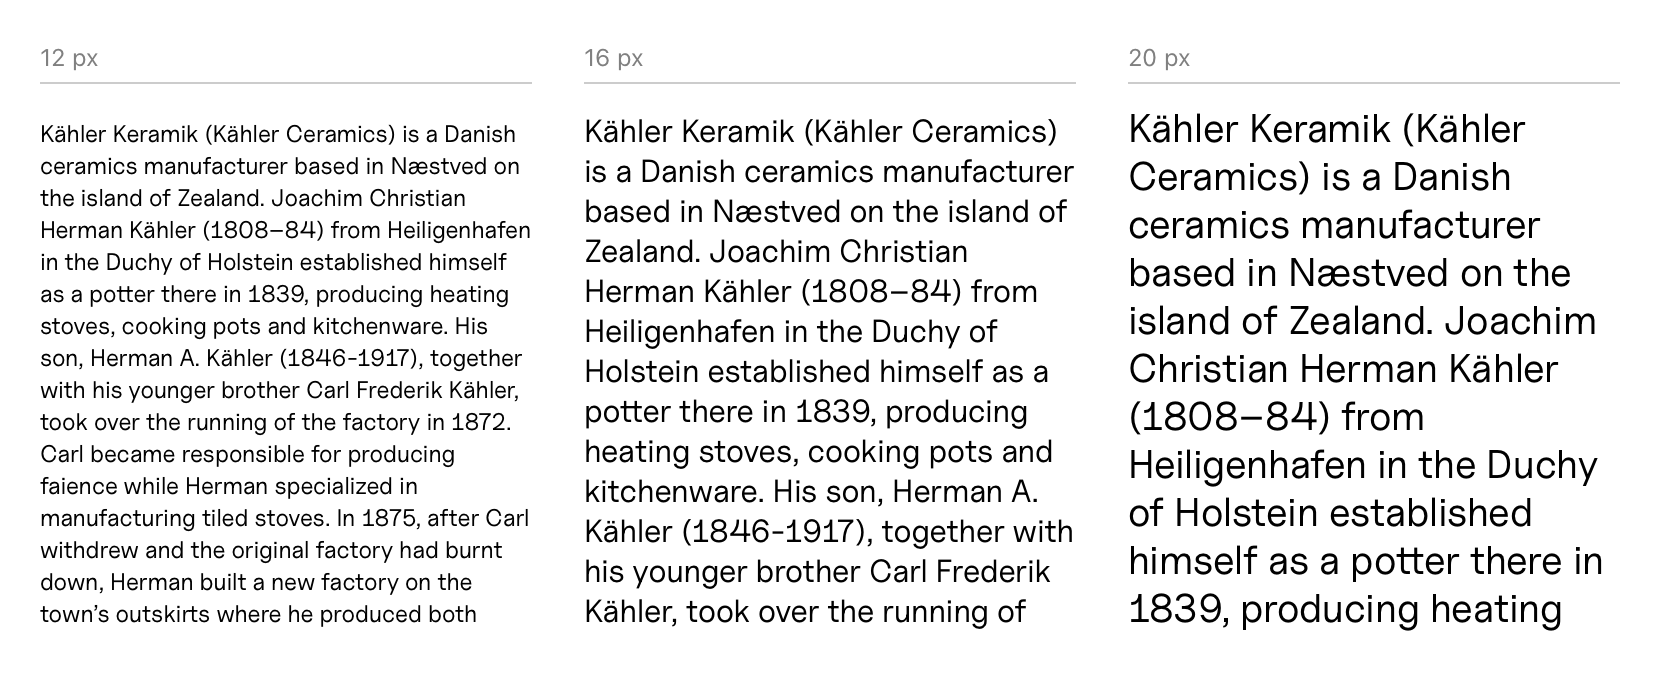 12 px
Kähler Keramik (Kähler Ceramics) is a Danish
ceramics manufacturer based in Næstved on
the island of Zealand. Joachim Christian
Herman Kähler (1808–84) from Heiligenhafen
in the Duchy of Holstein established himself
as a potter there in 1839, producing heating
stoves, cooking pots and kitchenware. His
son, Herman A. Kähler (1846-1917), together
with his younger brother Carl Frederik Kähler,
took over the running of the factory in 1872.
Carl became responsible for producing
faience while Herman specialized in
manufacturing tiled stoves. In 1875, after Carl
withdrew and the original factory had burnt
down, Herman built a new factory on the
town’s outskirts where he produced both
16 px
Kähler Keramik (Kähler Ceramics)
is a Danish ceramics manufacturer
based in Næstved on the island of
Zealand. Joachim Christian
Herman Kähler (1808–84) from
Heiligenhafen in the Duchy of
Holstein established himself as a
potter there in 1839, producing
heating stoves, cooking pots and
kitchenware. His son, Herman A.
Kähler (1846-1917), together with
his younger brother Carl Frederik
Kähler, took over the running of
20 px
Kähler Keramik (Kähler
Ceramics) is a Danish
ceramics manufacturer
based in Næstved on the
island of Zealand. Joachim
Christian Herman Kähler
(1808–84) from
Heiligenhafen in the Duchy
of Holstein established
himself as a potter there in
1839, producing heating